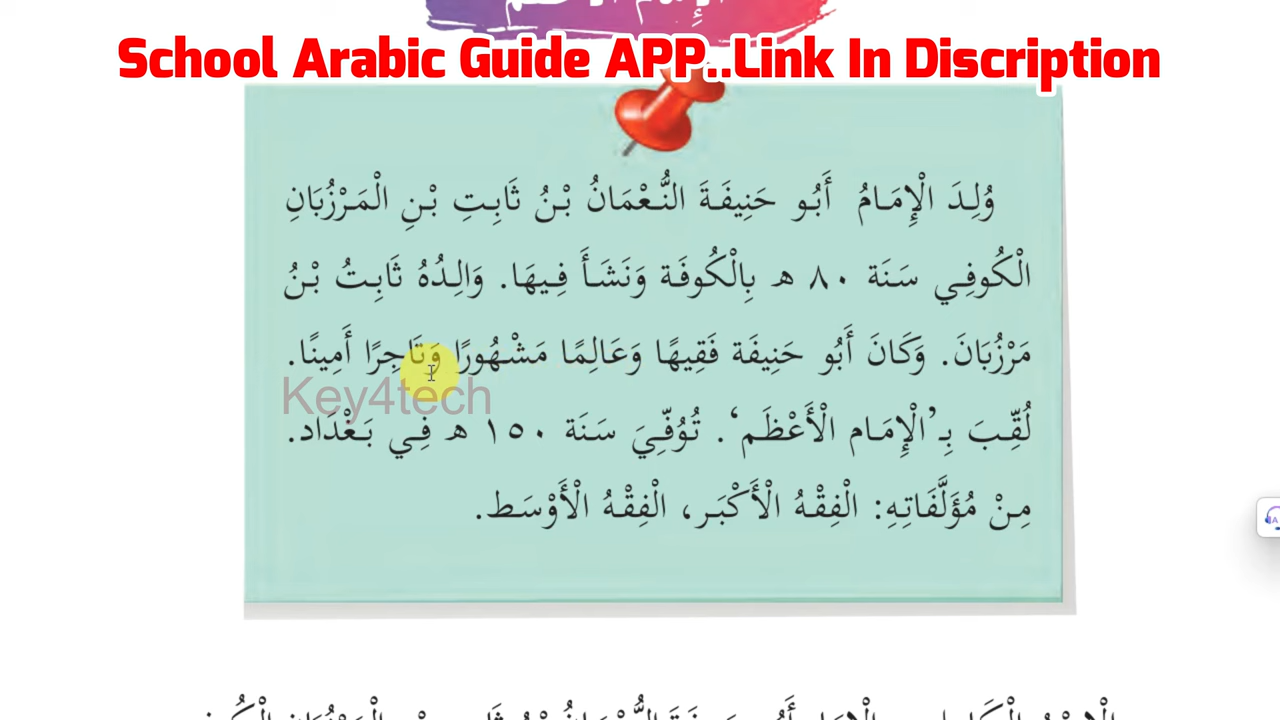 الإمام الأعظم
School Arabic Guide APP..Link In Discription
وُلِدَ الْإِمَامُ أَبُو حَنِيفَةَ النُّعْمَانُ بْنُ ثَابِتِ بْنِ الْمَرْزُبَانِ
الْكُوفِي سَنَة ٨٠ هـ بِالْكُوفَة وَنَشَأَ فِيهَا. وَالِدُهُ ثَابِتُ بْنُ
مَرْزُبَانَ. وَكَانَ أَبُو حَنِيفَة فَقِيهًا وَعَالِمًا مَشْهُورًا وَتَاجِرًا أَمِينًا.
Key4tech
لُقِّبَ بِـ’الْإِمَام الْأَعْظَم‘. تُوُفِّيَ سَنَة ١٥٠ هـ فِي بَغْدَاد.
مِنْ مُؤَلَّفَاتِهِ: الْفِقْهُ الْأَكْبَر، الْفِقْهُ الْأَوْسَط.